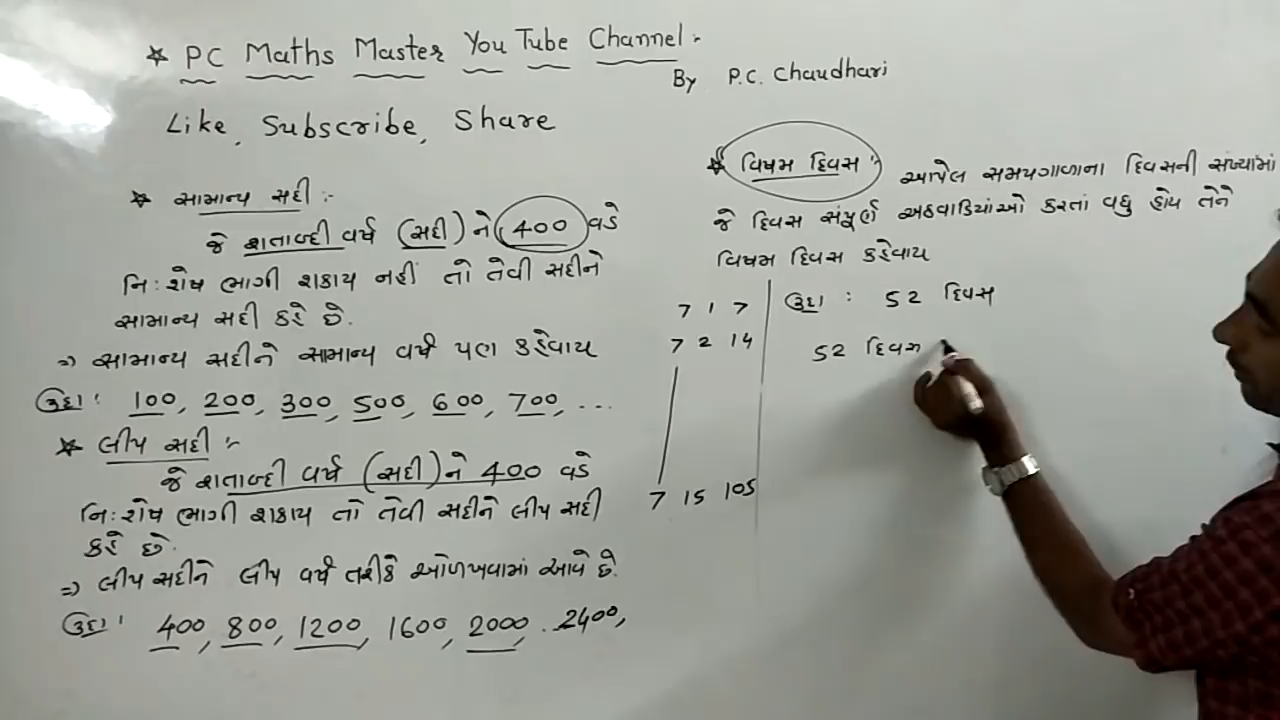 ★ PC Maths Master You Tube Channel :-
By P.C. Chaudhari
Like, Subscribe, Share
★ સામાન્ય સદી :-
જે શતાબ્દી વર્ષ (સદી) ને 400 વડે
નિ:શેષ ભાગી શકાય નહીં તો તેવી સદીને
સામાન્ય સદી કહે છે.
⇒ સામાન્ય સદીને સામાન્ય વર્ષ પણ કહેવાય
ઉદા: 100, 200, 300, 500, 600, 700, ...
★ લીપ સદી :-
જે શતાબ્દી વર્ષ (સદી) ને 400 વડે
નિ:શેષ ભાગી શકાય તો તેવી સદીને લીપ સદી
કહે છે.
⇒ લીપ સદીને લીપ વર્ષ તરીકે ઓળખવામાં આવે છે.
ઉદા: 400, 800, 1200, 1600, 2000, 2400,
★ વિષમ દિવસ :- આપેલ સમયગાળાના દિવસની સંખ્યામાં
જે દિવસ સંપૂર્ણ અઠવાડિયાંઓ કરતાં વધુ હોય તેને
વિષમ દિવસ કહેવાય
7 1 7
7 2 14
7 15 105
ઉદા : 52 દિવસ
52 દિવસ